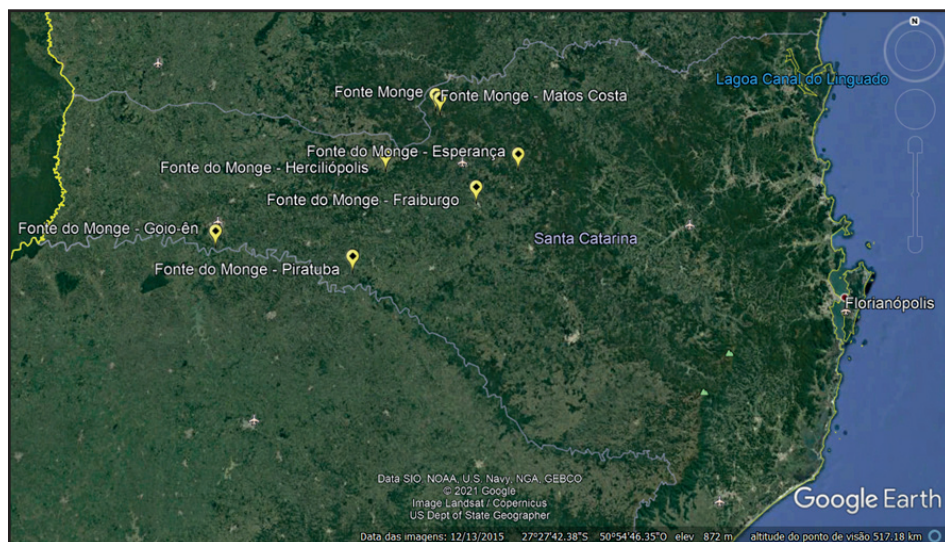 N
Lagoa Canal do Linguado
Fonte Monge
Fonte Monge - Matos Costa
Fonte do Monge - Esperança
Fonte do Monge - Herciliópolis
Fonte do Monge - Fraiburgo
Fonte do Monge - Goio-ên
Santa Catarina
Fonte do Monge - Piratuba
Florianópolis
Data SIO, NOAA, U.S. Navy, NGA, GEBCO
© 2021 Google
Image Landsat / Copernicus
US Dept of State Geographer
Google Earth
Data das imagens: 12/13/2015 27°27'42.38"S 50°54'46.35"O elev 872 m altitude do ponto de visão 517.18 km